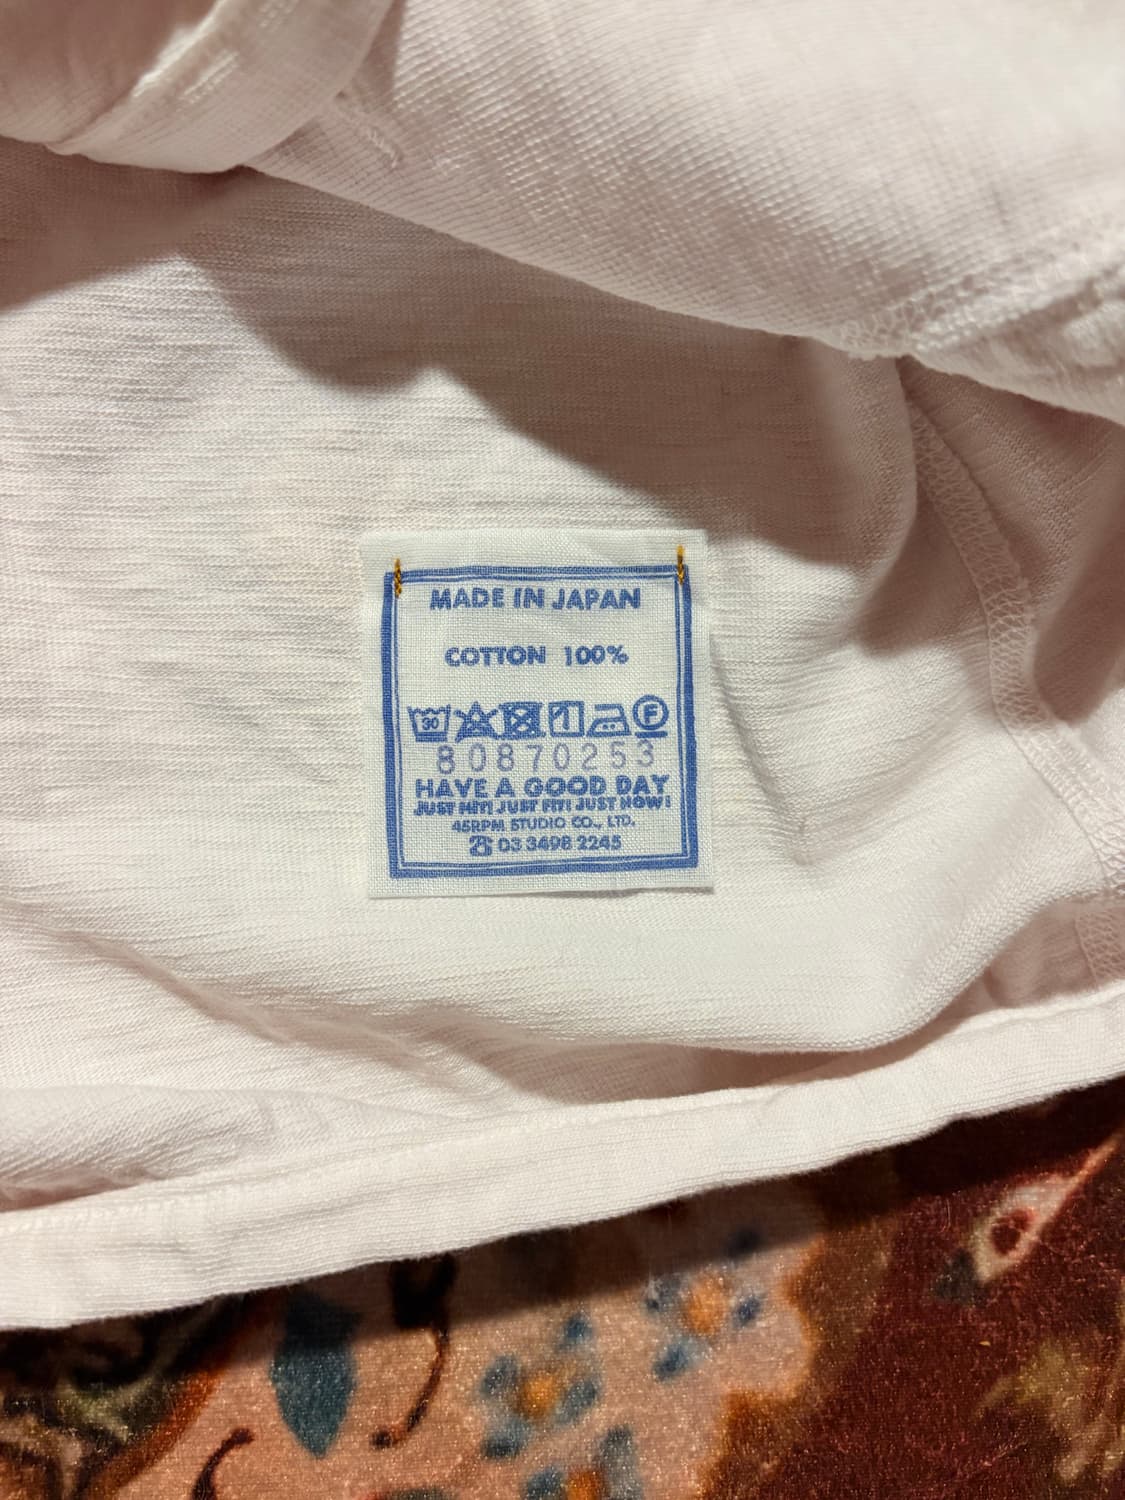 MADE IN JAPAN
COTTON 100%
30 F
80870253
HAVE A GOOD DAY
JUST HIT! JUST FIT! JUST NOW!
45RPM STUDIO CO., LTD.
☎ 03 3498 2245